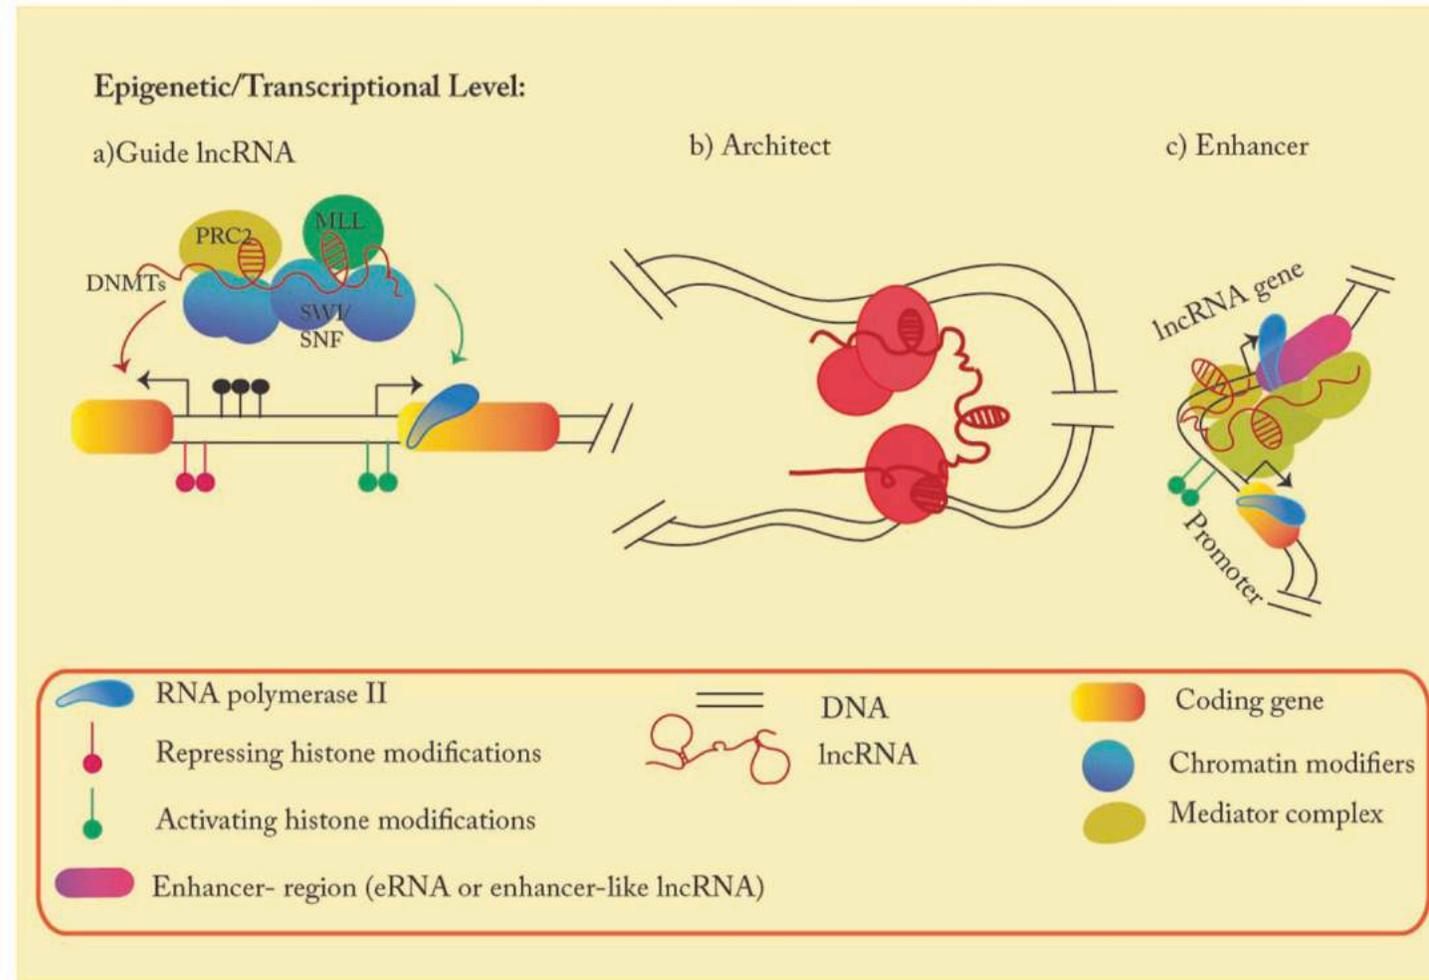 Epigenetic/Transcriptional Level:
a)Guide lncRNA
b) Architect
c) Enhancer
PRC2
MLL
DNMTs
SWI/
SNF
lncRNA gene
Promoter
RNA polymerase II
Repressing histone modifications
Activating histone modifications
Enhancer- region (eRNA or enhancer-like lncRNA)
DNA
lncRNA
Coding gene
Chromatin modifiers
Mediator complex